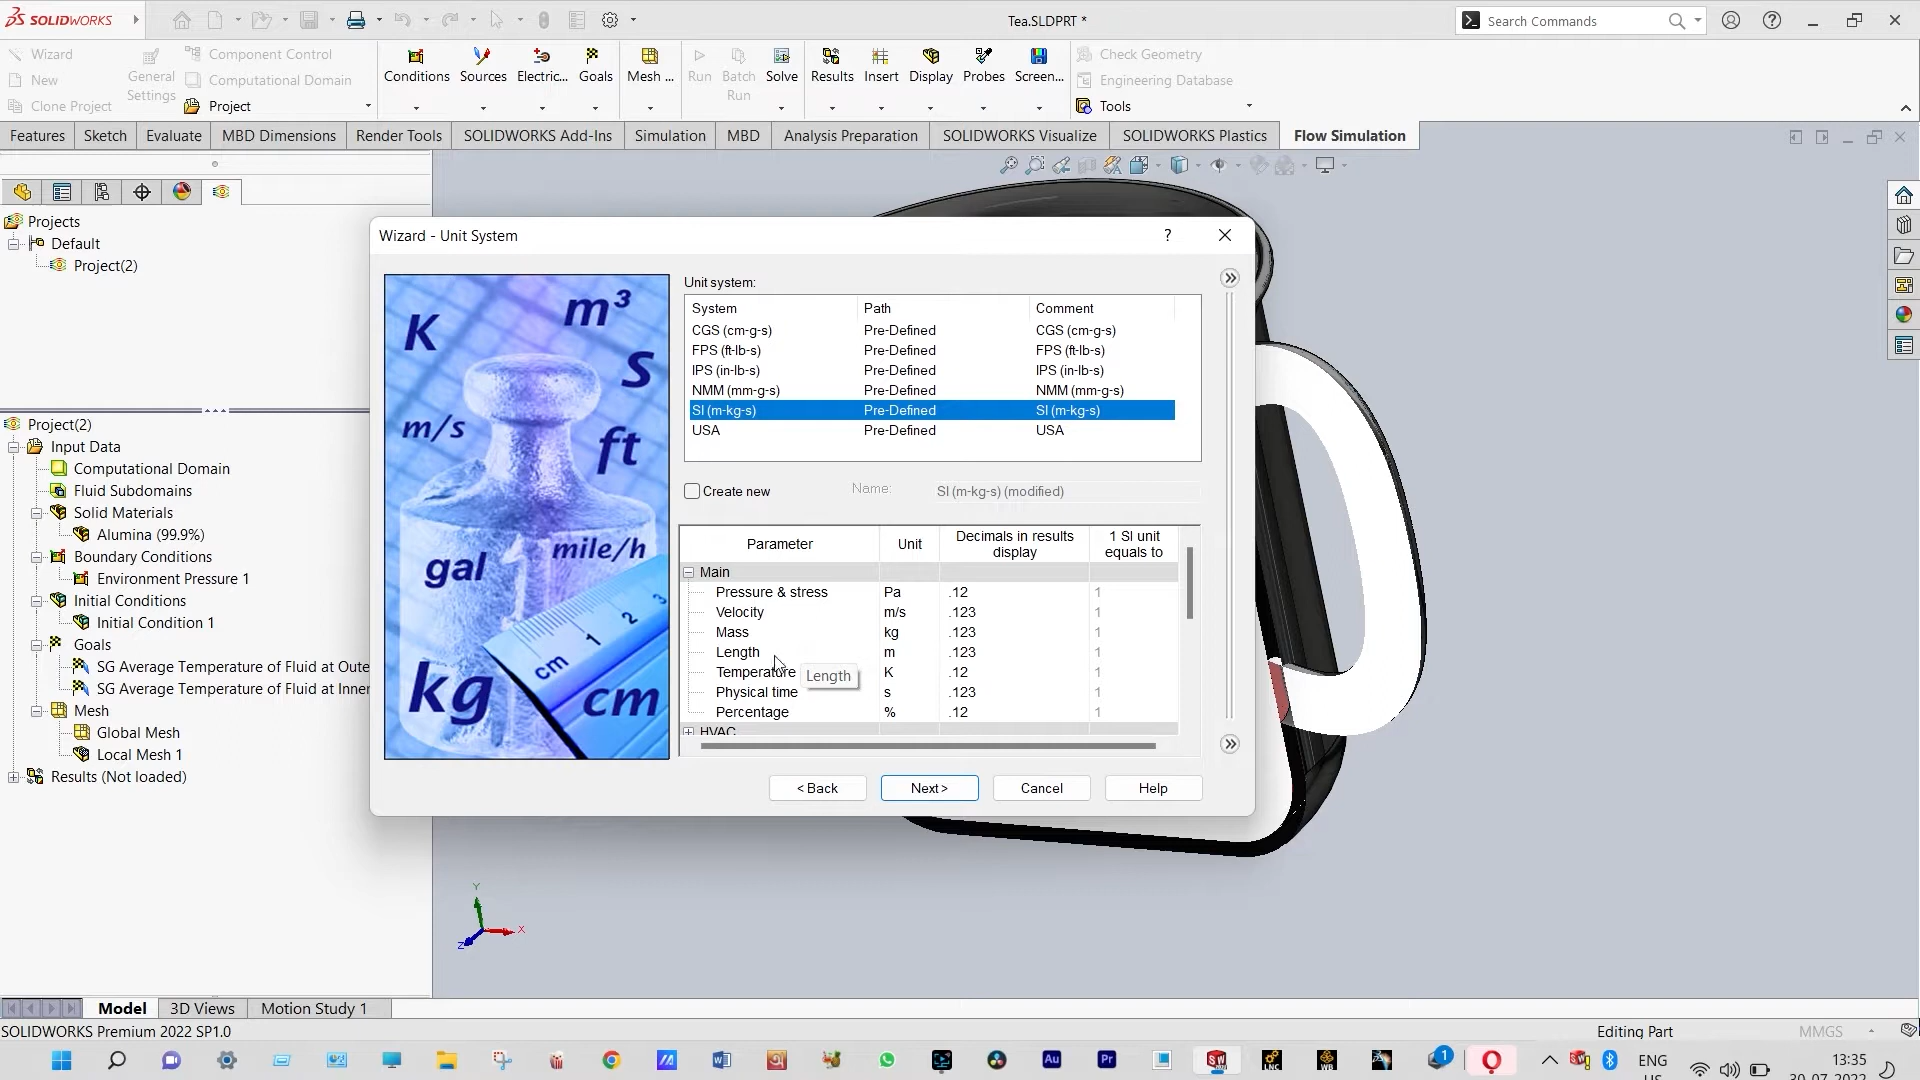 SOLIDWORKS
Tea.SLDPRT *
Search Commands
Wizard
New
Clone Project
General Settings
Component Control
Computational Domain
Project
Conditions
Sources
Electric...
Goals
Mesh ...
Run
Batch Run
Solve
Results
Insert
Display
Probes
Screen...
Check Geometry
Engineering Database
Tools
Features
Sketch
Evaluate
MBD Dimensions
Render Tools
SOLIDWORKS Add-Ins
Simulation
MBD
Analysis Preparation
SOLIDWORKS Visualize
SOLIDWORKS Plastics
Flow Simulation
Projects
Default
Project(2)
Project(2)
Input Data
Computational Domain
Fluid Subdomains
Solid Materials
Alumina (99.9%)
Boundary Conditions
Environment Pressure 1
Initial Conditions
Initial Condition 1
Goals
SG Average Temperature of Fluid at Oute
SG Average Temperature of Fluid at Inner
Mesh
Global Mesh
Local Mesh 1
Results (Not loaded)
Wizard - Unit System
?
K
m³
S
m/s
ft
gal
mile/h
cm 1 2 3
kg
cm
Unit system:
System Path Comment
CGS (cm-g-s) Pre-Defined CGS (cm-g-s)
FPS (ft-lb-s) Pre-Defined FPS (ft-lb-s)
IPS (in-lb-s) Pre-Defined IPS (in-lb-s)
NMM (mm-g-s) Pre-Defined NMM (mm-g-s)
SI (m-kg-s) Pre-Defined SI (m-kg-s)
USA Pre-Defined USA
Create new Name: SI (m-kg-s) (modified)
Parameter Unit Decimals in results display 1 SI unit equals to
Main
Pressure & stress Pa .12 1
Velocity m/s .123 1
Mass kg .123 1
Length m .123 1
Temperature K .12 1
Length
Physical time s .123 1
Percentage % .12 1
HVAC
< Back
Next >
Cancel
Help
Y
X
Z
Model
3D Views
Motion Study 1
SOLIDWORKS Premium 2022 SP1.0
Editing Part
MMGS
Au
Pr
1
ENG
US
13:35
30-07-2022